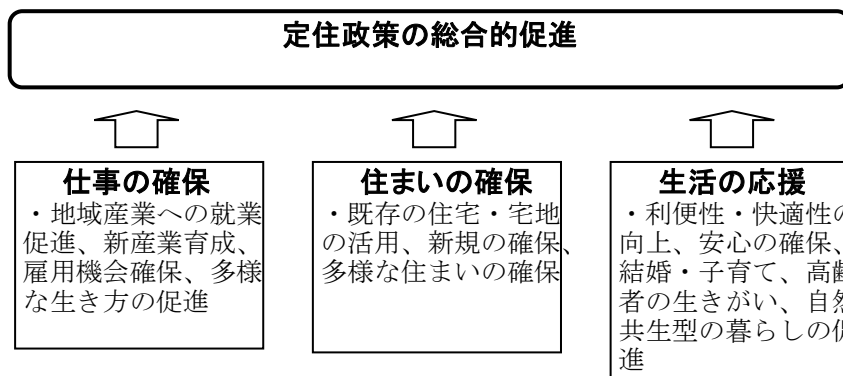 定住政策の総合的促進
仕事の確保
・地域産業への就業
促進、新産業育成、
雇用機会確保、多様
な生き方の促進
住まいの確保
・既存の住宅・宅地
の活用、新規の確保、
多様な住まいの確保
生活の応援
・利便性・快適性の
向上、安心の確保、
結婚・子育て、高齢
者の生きがい、自然
共生型の暮らしの促
進